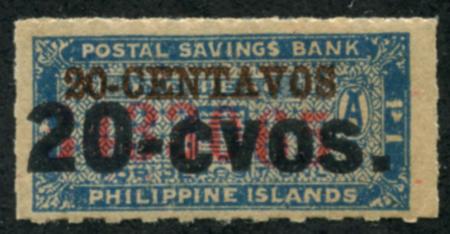 POSTAL SAVINGS BANK
20-CENTAVOS
A
20-cvos.
PHILIPPINE ISLANDS